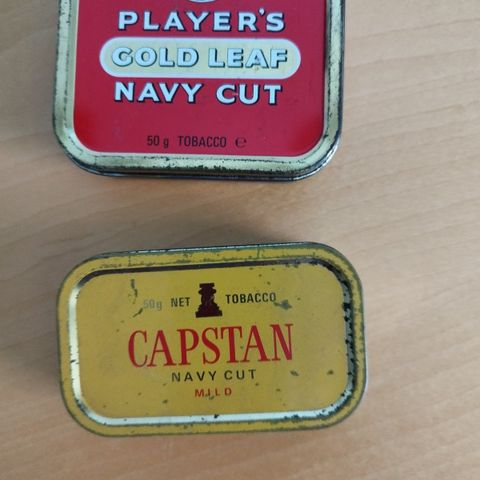 PLAYER'S
GOLD LEAF
NAVY CUT
50 g TOBACCO ℮
50g NET TOBACCO
CAPSTAN
NAVY CUT
MILD